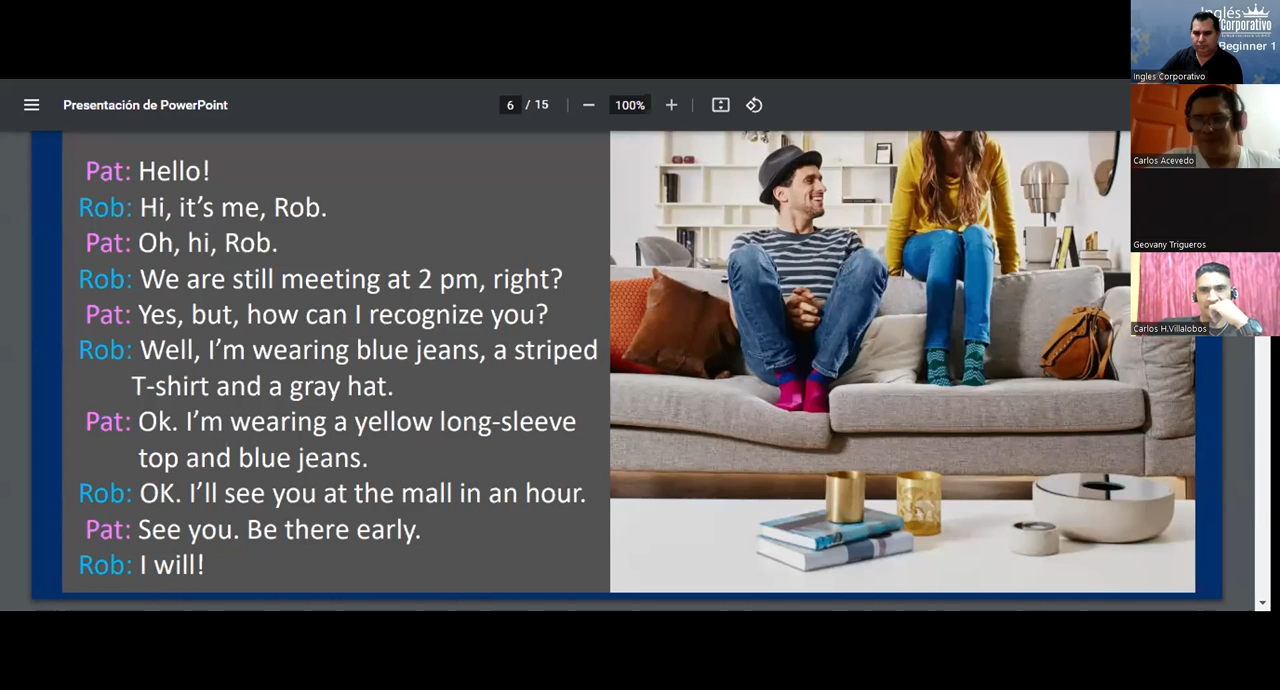 Presentación de PowerPoint
6 / 15
100%
Pat: Hello!
Rob: Hi, it’s me, Rob.
Pat: Oh, hi, Rob.
Rob: We are still meeting at 2 pm, right?
Pat: Yes, but, how can I recognize you?
Rob: Well, I’m wearing blue jeans, a striped
T-shirt and a gray hat.
Pat: Ok. I’m wearing a yellow long-sleeve
top and blue jeans.
Rob: OK. I’ll see you at the mall in an hour.
Pat: See you. Be there early.
Rob: I will!
Inglés
Corporativo
Beginner 1
Ingles Corporativo
Carlos Acevedo
Geovany Trigueros
Carlos H.Villalobos